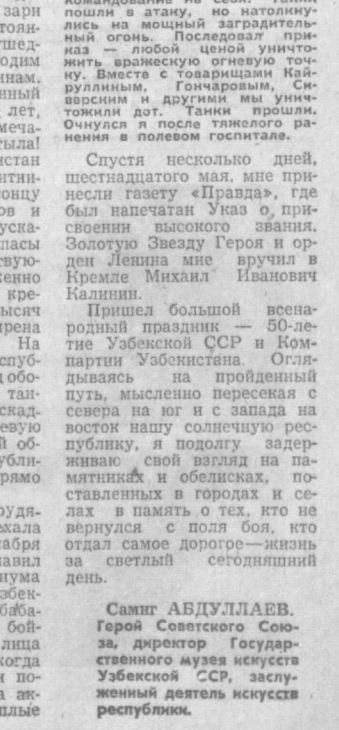 командование на себя. Танки
пошли в атаку, но натолкну-
лись на мощный заградитель-
ный огонь. Последовал при-
каз — любой ценой уничто-
жить вражескую огневую точ-
ку. Вместе с товарищами Кай-
руллиным, Гончаровым, Си-
верским и другими мы унич-
тожили дот. Танки прошли.
Очнулся я после тяжелого ра-
нения в полевом госпитале.
Спустя несколько дней,
шестнадцатого мая, мне при-
несли газету «Правда», где
был напечатан Указ о при-
своении высокого звания.
Золотую Звезду Героя и ор-
ден Ленина мне вручил в
Кремле Михаил Иванович
Калинин.
Пришел большой всена-
родный праздник — 50-ле-
тие Узбекской ССР и Ком-
партии Узбекистана. Огля-
дываясь на пройденный
путь, мысленно пересекая с
севера на юг и с запада на
восток нашу солнечную рес-
публику, я подолгу задер-
живаю свой взгляд на па-
мятниках и обелисках, по-
ставленных в городах и се-
лах в память о тех, кто не
вернулся с поля боя, кто
отдал самое дорогое—жизнь
за светлый сегодняшний
день.
Самиг АБДУЛЛАЕВ.
Герой Советского Сою-
за, директор Государ-
ственного музея искусств
Узбекской ССР, заслу-
женный деятель искусств
республики.